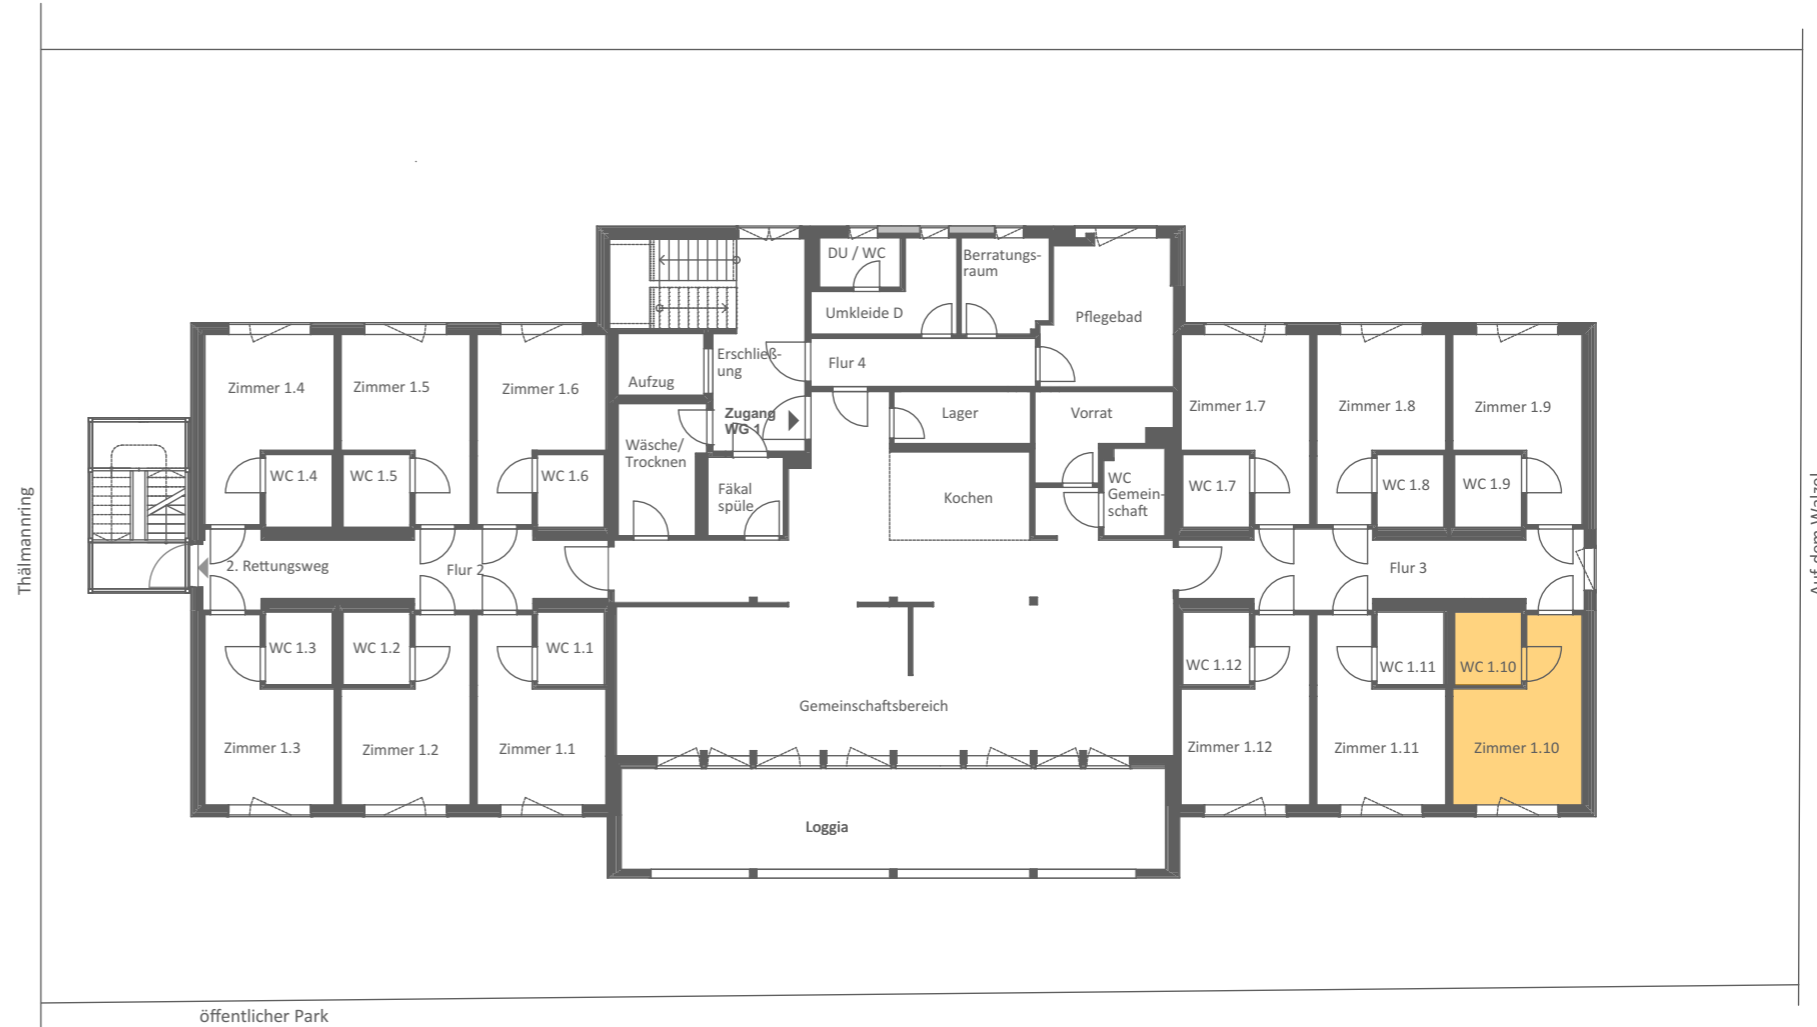 DU / WC
Berratungs-
raum
Umkleide D
Pflegebad
Erschließ-
ung
Flur 4
Aufzug
Zimmer 1.4
Zimmer 1.5
Zimmer 1.6
Zugang
WG 1
Lager
Vorrat
Zimmer 1.7
Zimmer 1.8
Zimmer 1.9
Wäsche/
Trocknen
WC 1.4
WC 1.5
WC 1.6
Fäkal
spüle
Kochen
WC
Gemein-
schaft
WC 1.7
WC 1.8
WC 1.9
Thälmannring
Auf dem Walzel
2. Rettungsweg
Flur 2
Flur 3
WC 1.3
WC 1.2
WC 1.1
WC 1.12
WC 1.11
WC 1.10
Gemeinschaftsbereich
Zimmer 1.3
Zimmer 1.2
Zimmer 1.1
Zimmer 1.12
Zimmer 1.11
Zimmer 1.10
Loggia
öffentlicher Park